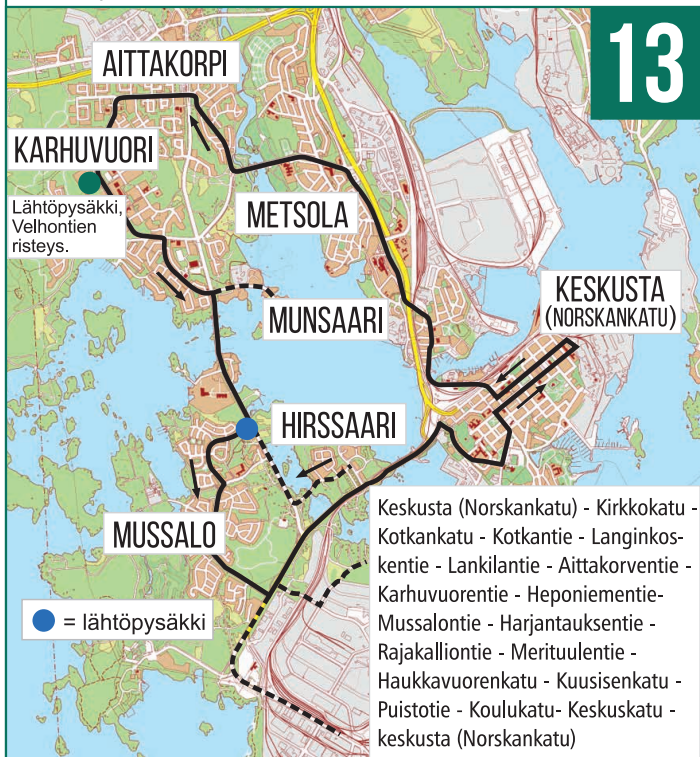 13
AITTAKORPI
KARHUVUORI
Lähtöpysäkki,
Velhontien
risteys.
METSOLA
KESKUSTA
(NORSKANKATU)
MUNSAARI
HIRSSAARI
MUSSALO
= lähtöpysäkki
Keskusta (Norskankatu) - Kirkkokatu -
Kotkankatu - Kotkantie - Langinkos-
kentie - Lankilantie - Aittakorventie -
Karhuvuorentie - Heponiementie-
Mussalontie - Harjantauksentie -
Rajakalliontie - Merituulentie -
Haukkavuorenkatu - Kuusisenkatu -
Puistotie - Koulukatu- Keskuskatu -
keskusta (Norskankatu)